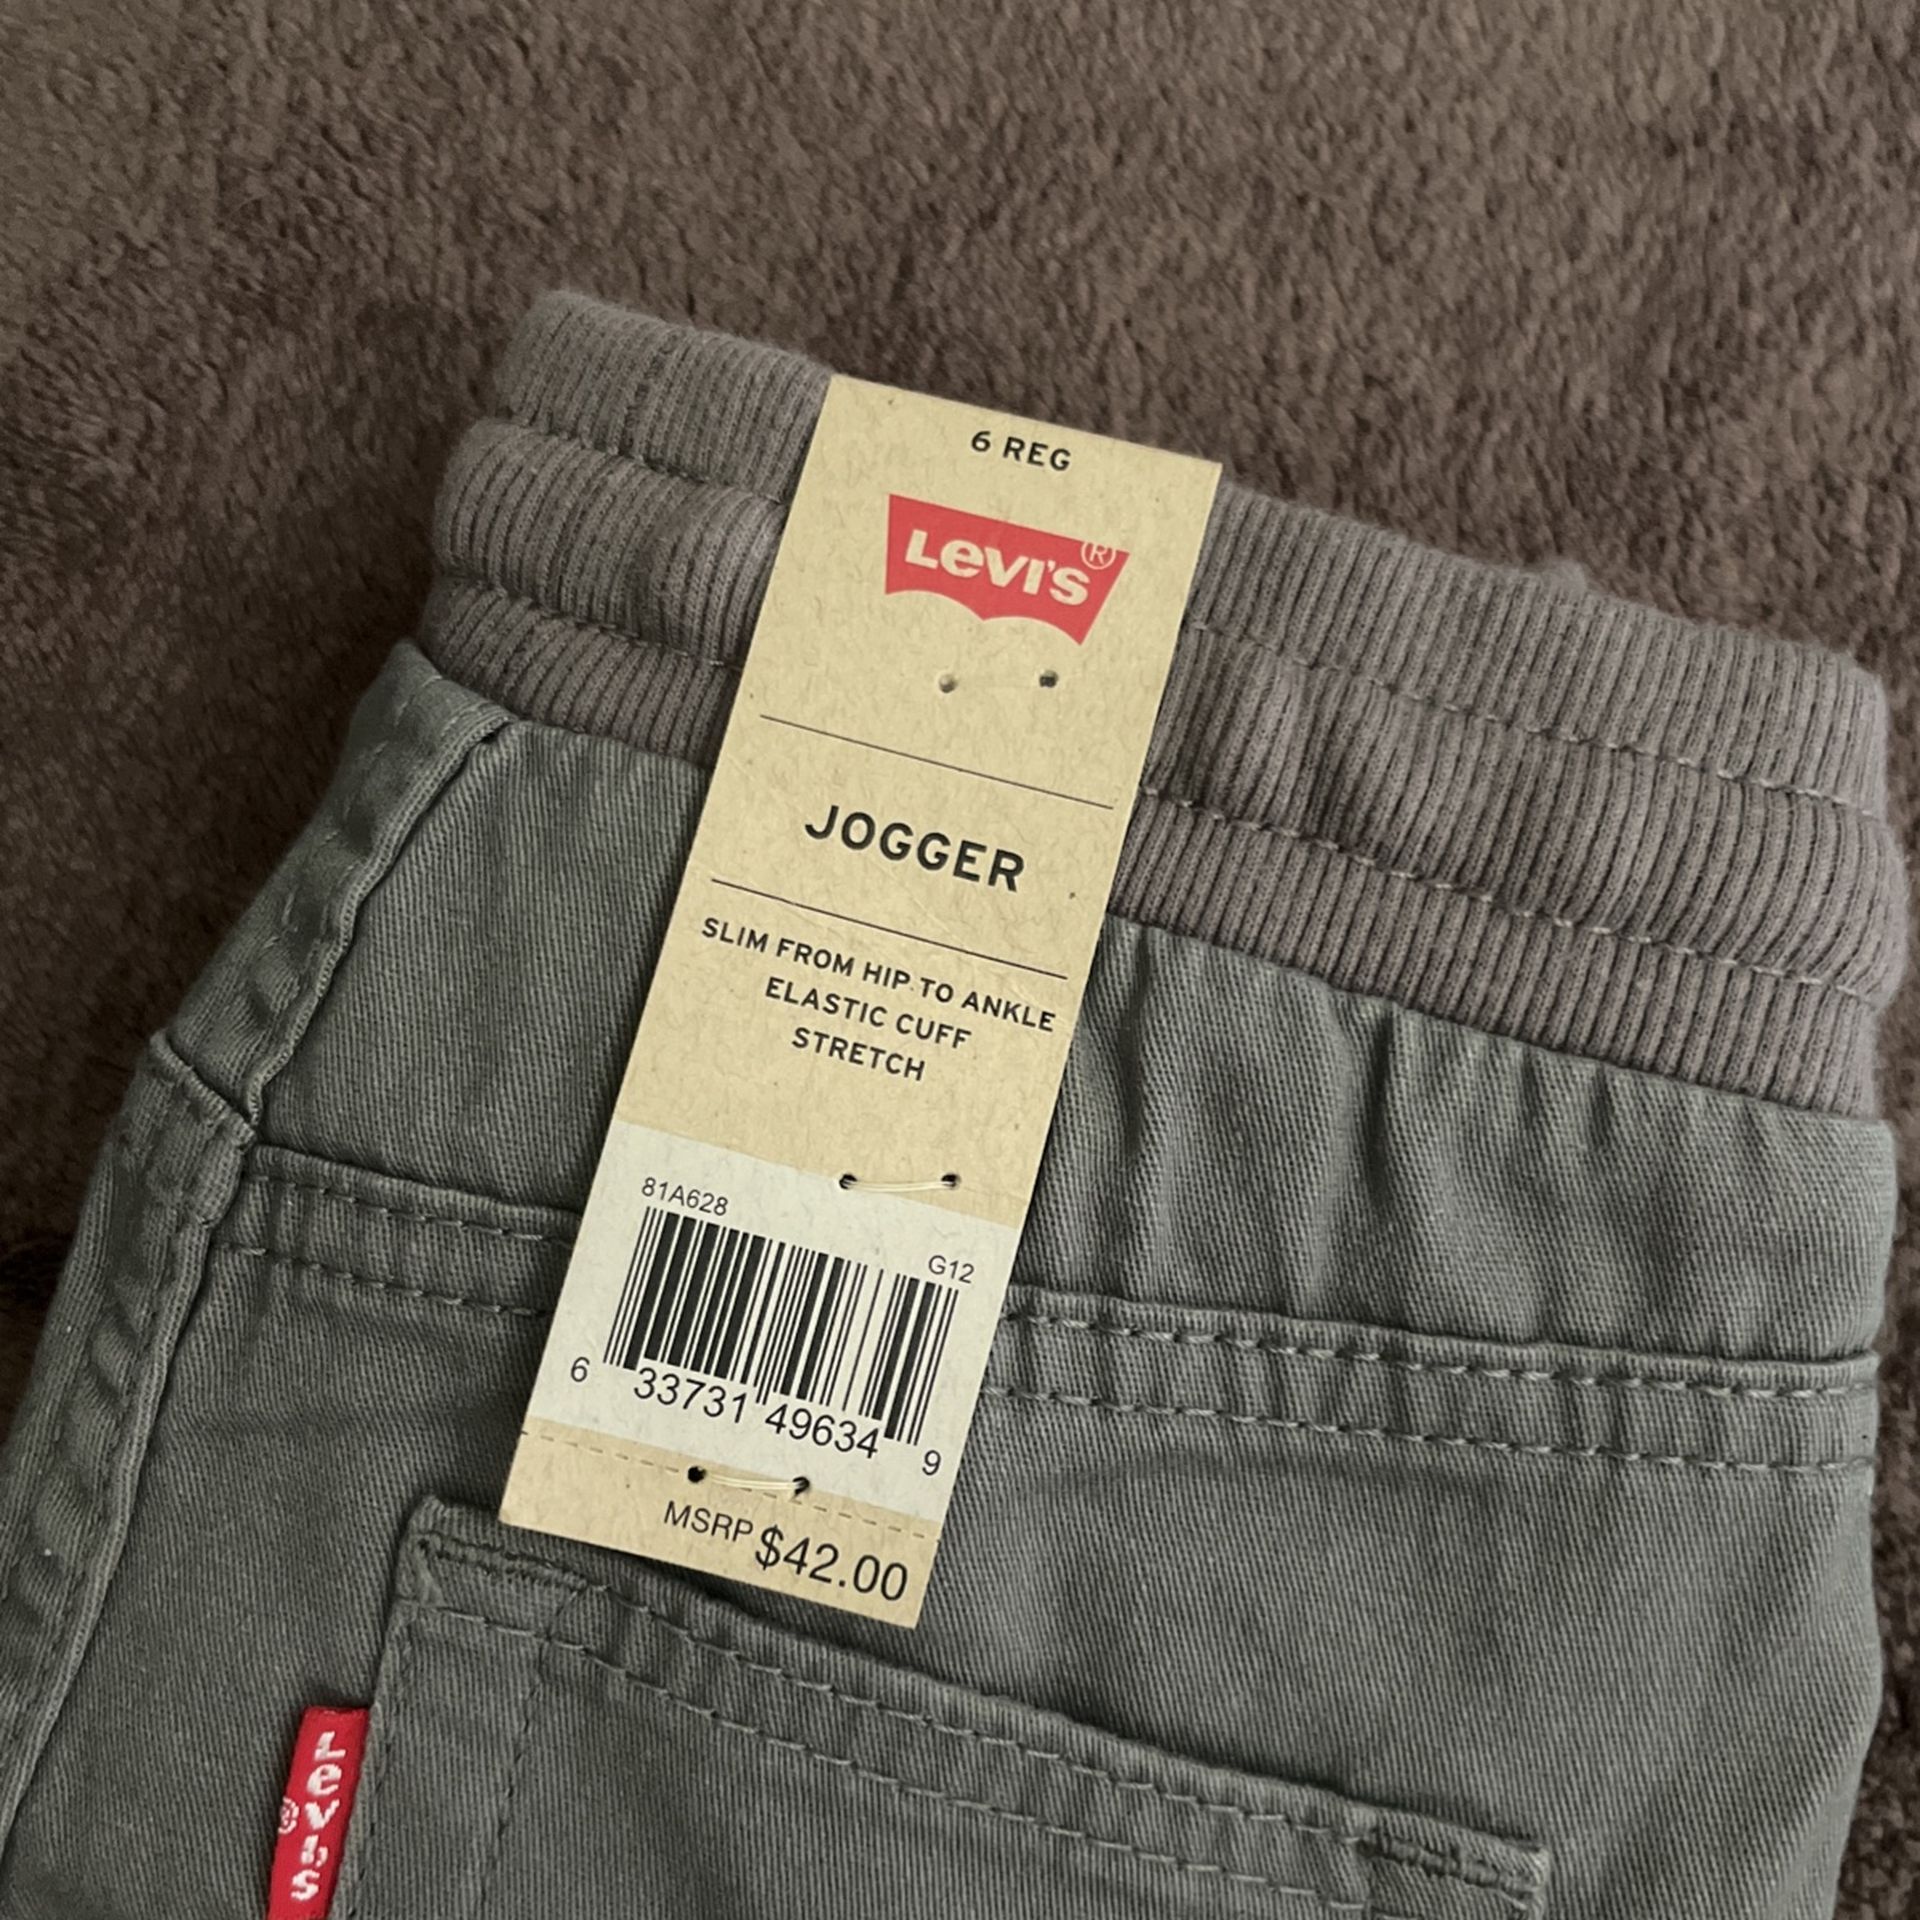 6 REG
Levi's®
JOGGER
SLIM FROM HIP TO ANKLE
ELASTIC CUFF
STRETCH
81A628
G12
6 33731 49634 9
MSRP $42.00
Levi's®